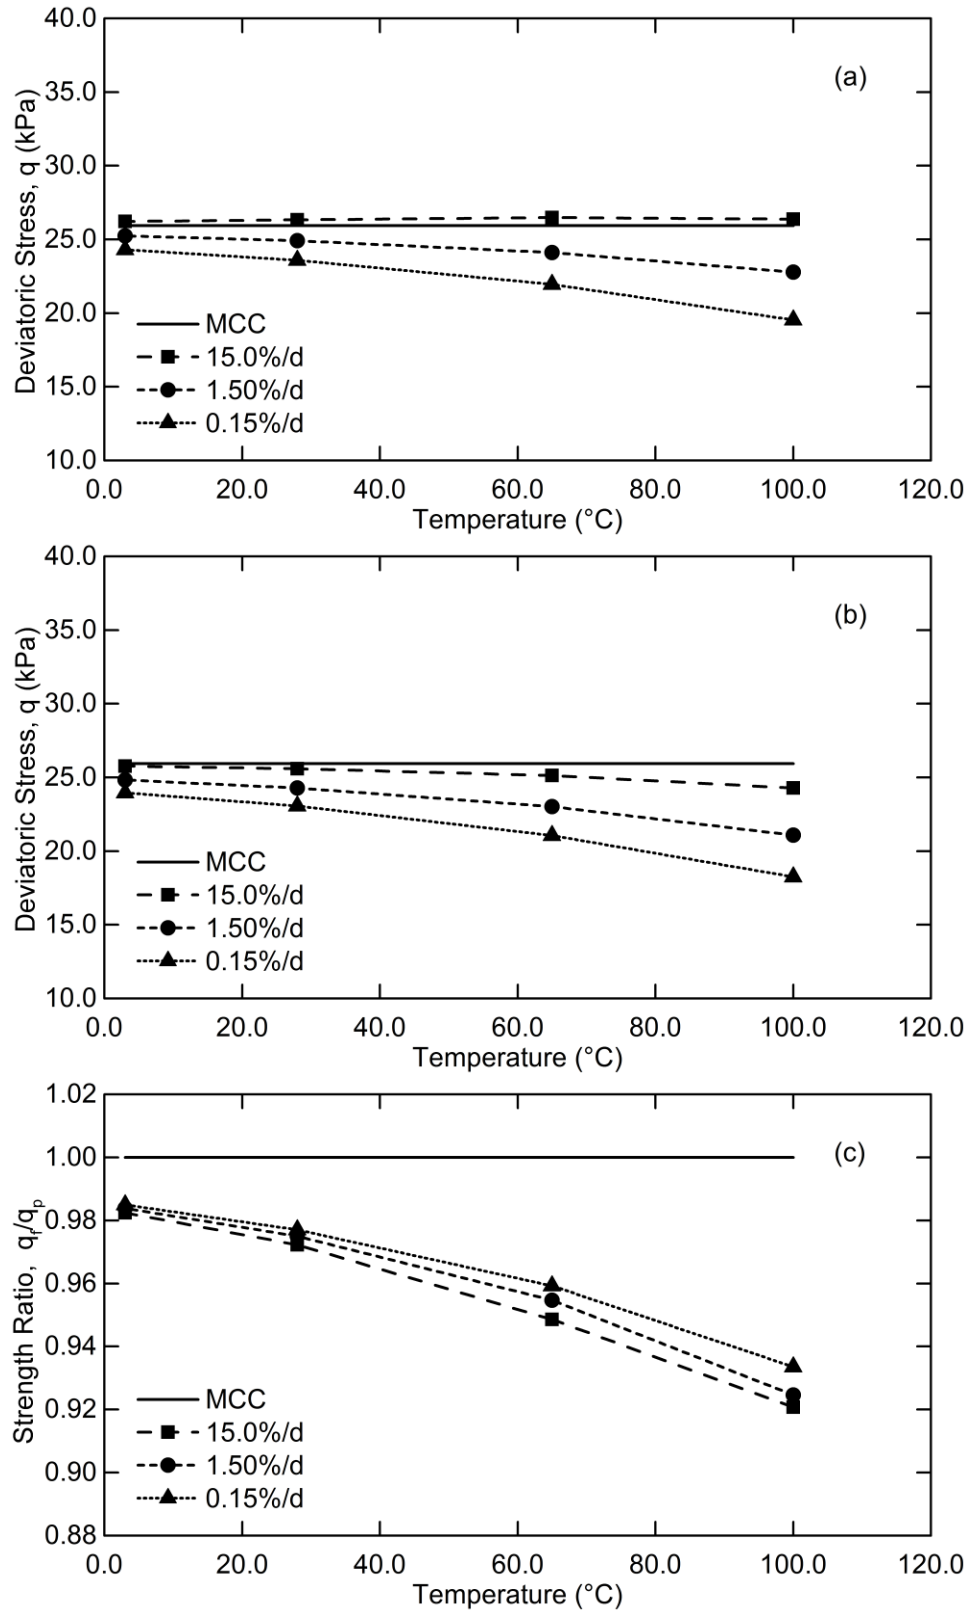 40.0
(a)
35.0
30.0
25.0
20.0
15.0
10.0
Deviatoric Stress, q (kPa)
MCC
15.0%/d
1.50%/d
0.15%/d
0.0 20.0 40.0 60.0 80.0 100.0 120.0
Temperature (°C)
40.0
(b)
35.0
30.0
25.0
20.0
15.0
10.0
Deviatoric Stress, q (kPa)
MCC
15.0%/d
1.50%/d
0.15%/d
0.0 20.0 40.0 60.0 80.0 100.0 120.0
Temperature (°C)
1.02
(c)
1.00
0.98
0.96
0.94
0.92
0.90
0.88
Strength Ratio, qf/qp
MCC
15.0%/d
1.50%/d
0.15%/d
0.0 20.0 40.0 60.0 80.0 100.0 120.0
Temperature (°C)